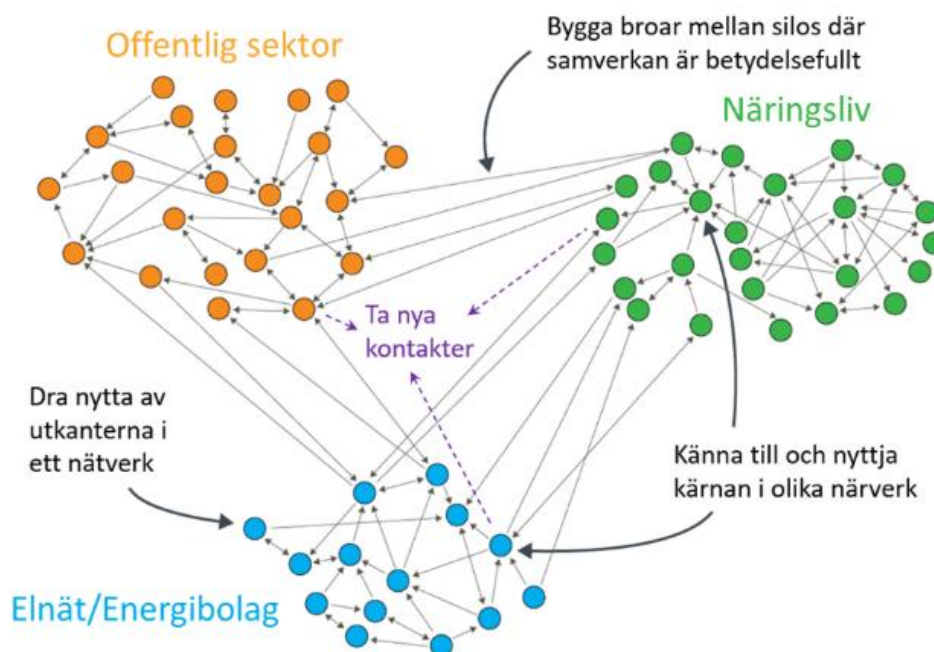 Offentlig sektor
Bygga broar mellan silos där
samverkan är betydelsefullt
Näringsliv
Ta nya
kontakter
Dra nytta av
utkanterna i
ett nätverk
Känna till och nyttja
kärnan i olika närverk
Elnät/Energibolag